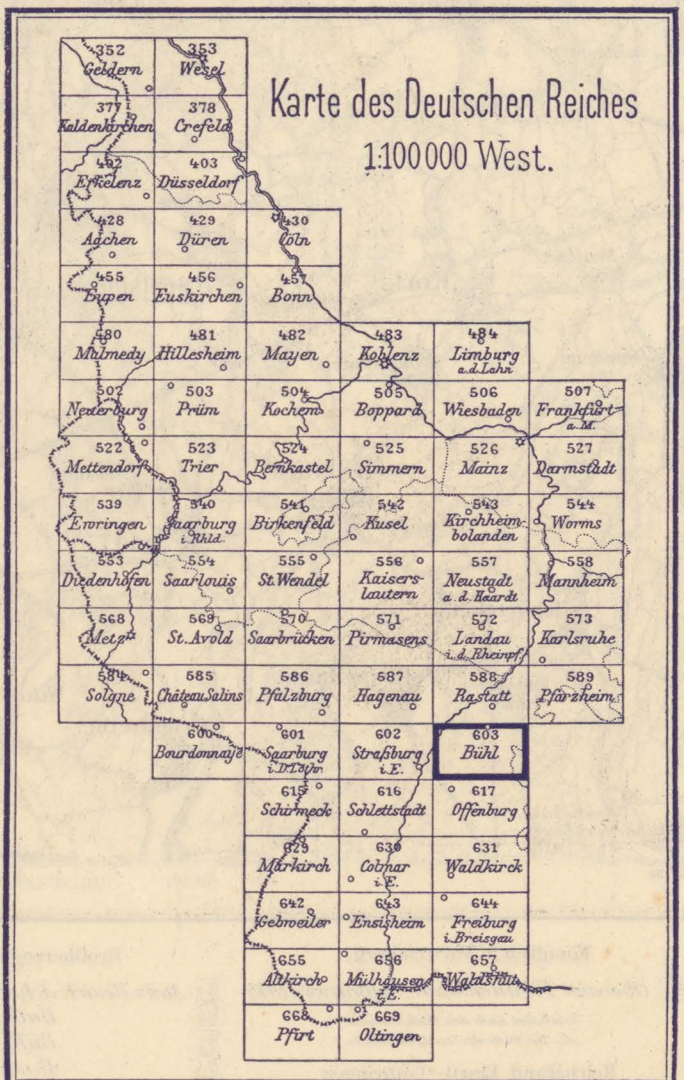 Karte des Deutschen Reiches
1:100000 West.
352 353
Geldern Wesel
377 378
Kaldenkirchen Crefeld
402 403
Erkelenz Düsseldorf
428 429 430
Aachen Düren Cöln
455 456 457
Eupen Euskirchen Bonn
480 481 482 483 484
Malmedy Hillesheim Mayen Koblenz Limburg
a.d.Lahn
502 503 504 505 506 507
Neuerburg Prüm Kochem Boppard Wiesbaden Frankfurt
a.M.
522 523 524 525 526 527
Mettendorf Trier Bernkastel Simmern Mainz Darmstadt
539 540 541 542 543 544
Ewringen Saarburg Birkenfeld Kusel Kirchheim Worms
i.Rhld. bolanden
553 554 555 556 557 558
Diedenhofen Saarlouis St.Wendel Kaisers- Neustadt Mannheim
lautern a.d.Haardt
568 569 570 571 572 573
Metz St.Avold Saarbrücken Pirmasens Landau Karlsruhe
i.d.Rheinpf.
584 585 586 587 588 589
Solgne Château Salins Pfalzburg Hagenau Rastatt Pforzheim
600 601 602 603
Bourdonnaye Saarburg Straßburg Bühl
i.D.Lothr. i.E.
615 616 617
Schirmeck Schlettstadt Offenburg
629 630 631
Markirch Colmar Waldkirck
i.E.
642 643 644
Gebweiler Ensisheim Freiburg
i.Breisgau
655 656 657
Altkirch Mülhausen Waldshut
i.E.
668 669
Pfirt Oltingen